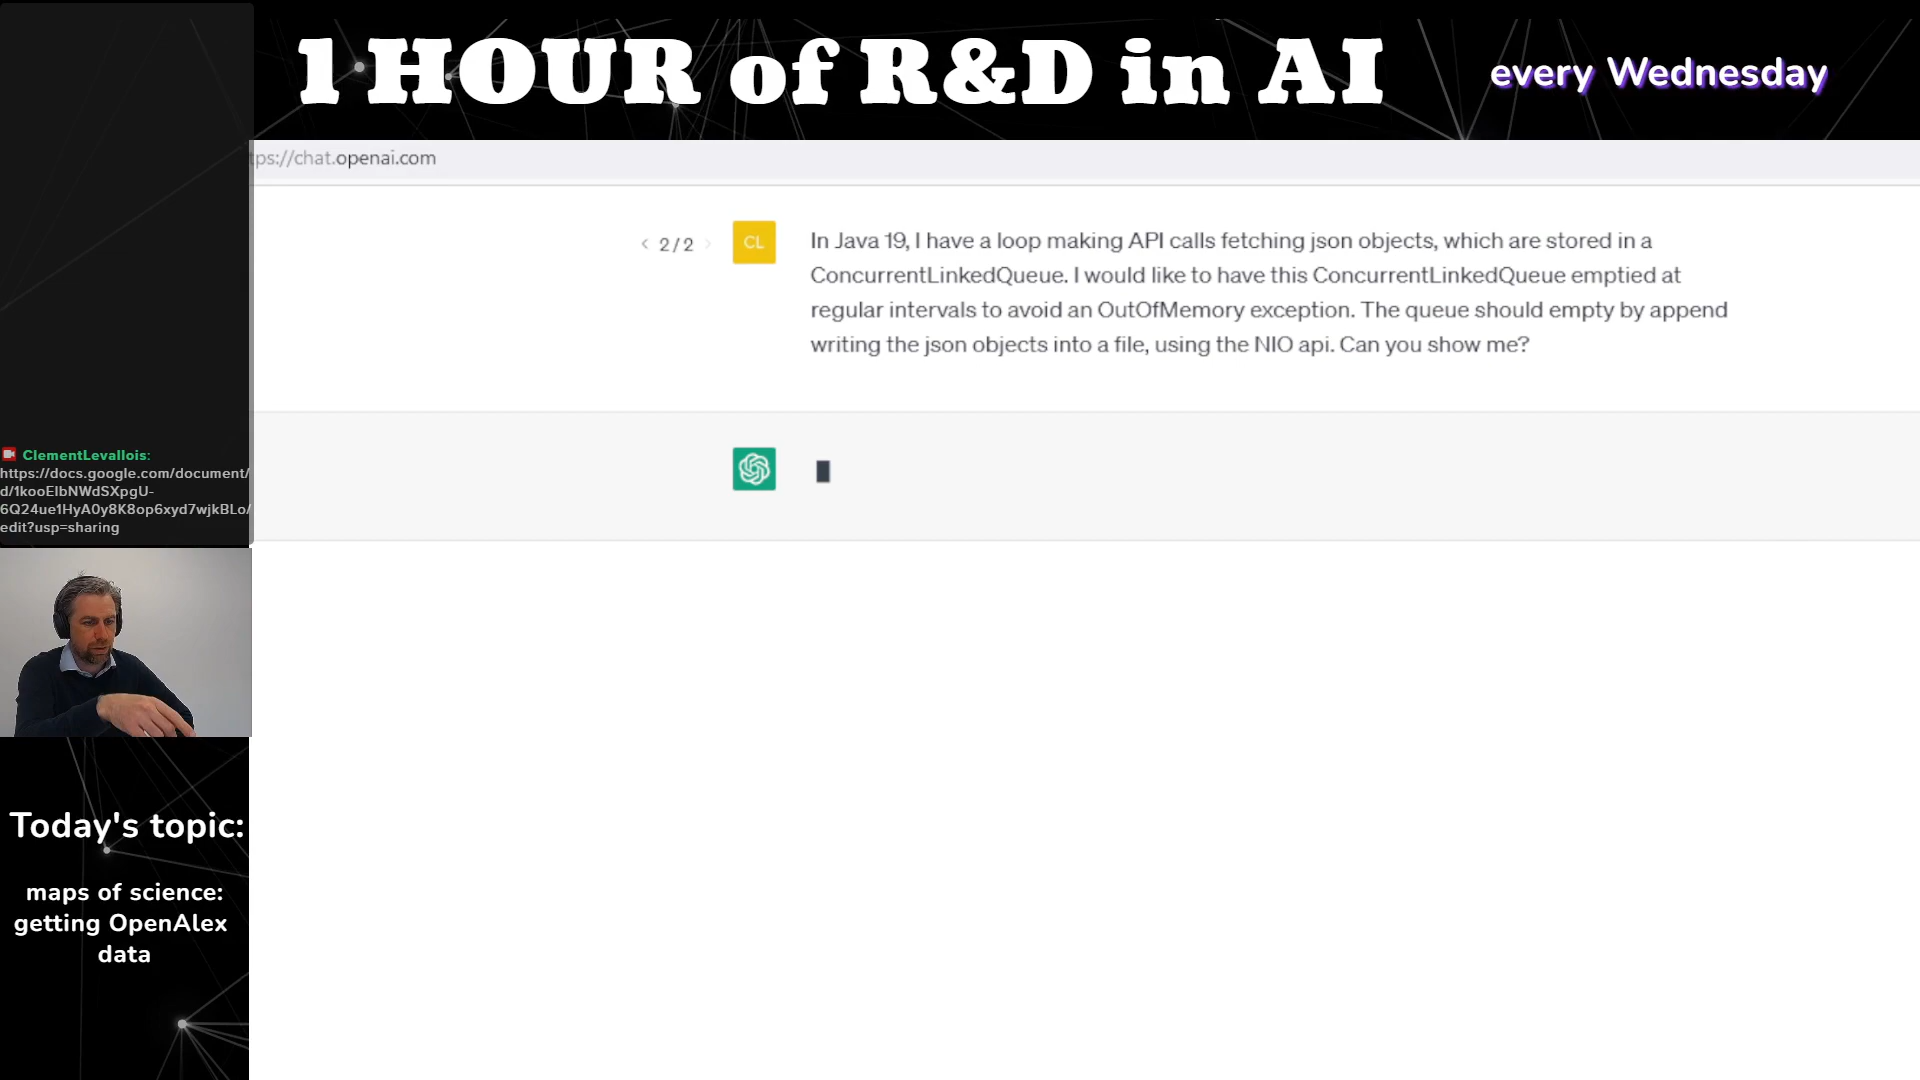 1 HOUR of R&D in AI
every Wednesday
tps://chat.openai.com
< 2 / 2 >
CL
In Java 19, I have a loop making API calls fetching json objects, which are stored in a
ConcurrentLinkedQueue. I would like to have this ConcurrentLinkedQueue emptied at
regular intervals to avoid an OutOfMemory exception. The queue should empty by append
writing the json objects into a file, using the NIO api. Can you show me?
ClementLevallois:
https://docs.google.com/document/
d/1kooEIbNWdSXpgU-
6Q24ue1HyA0y8K8op6xyd7wjkBLo/
edit?usp=sharing
Today's topic:
maps of science:
getting OpenAlex
data